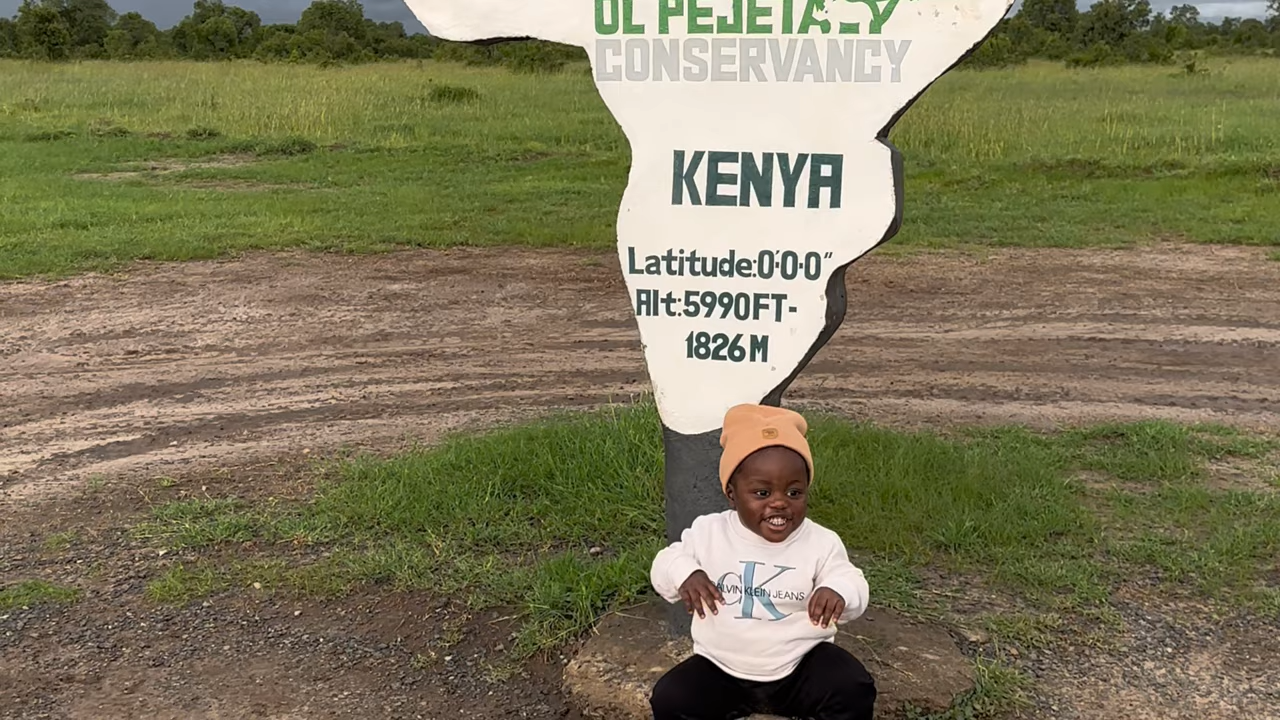 OL PEJETA
CONSERVANCY
KENYA
Latitude:0'0·0"
Alt:5990FT-
1826M
CK
CALVIN KLEIN JEANS